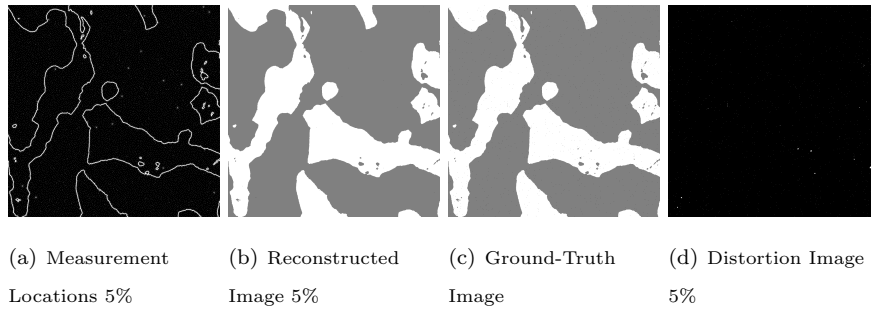 (a) Measurement Locations 5%
(b) Reconstructed Image 5%
(c) Ground-Truth Image
(d) Distortion Image 5%